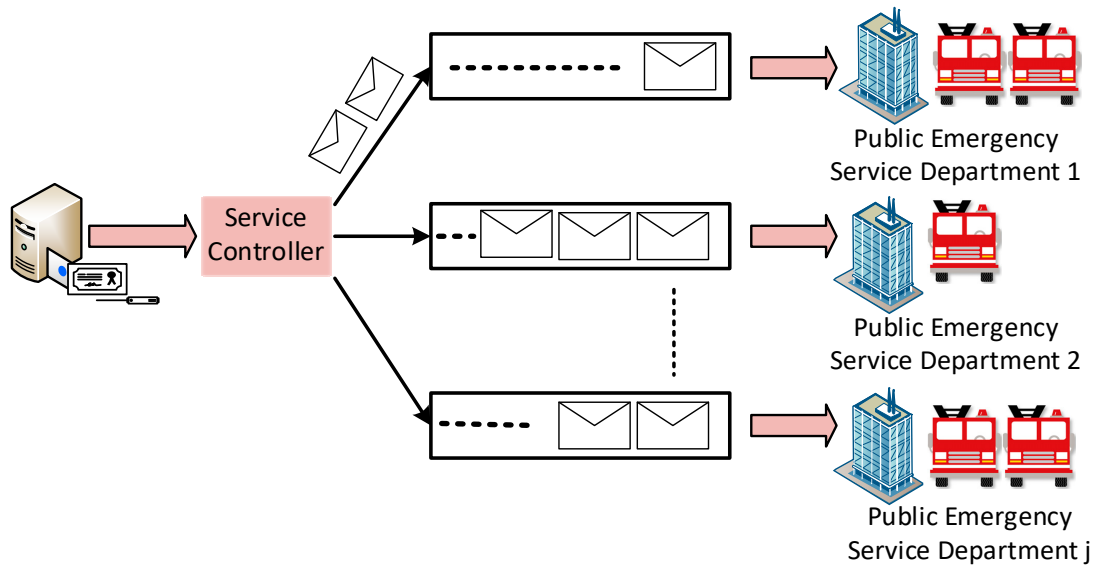 Public Emergency
Service Department 1
Service
Controller
Public Emergency
Service Department 2
Public Emergency
Service Department j